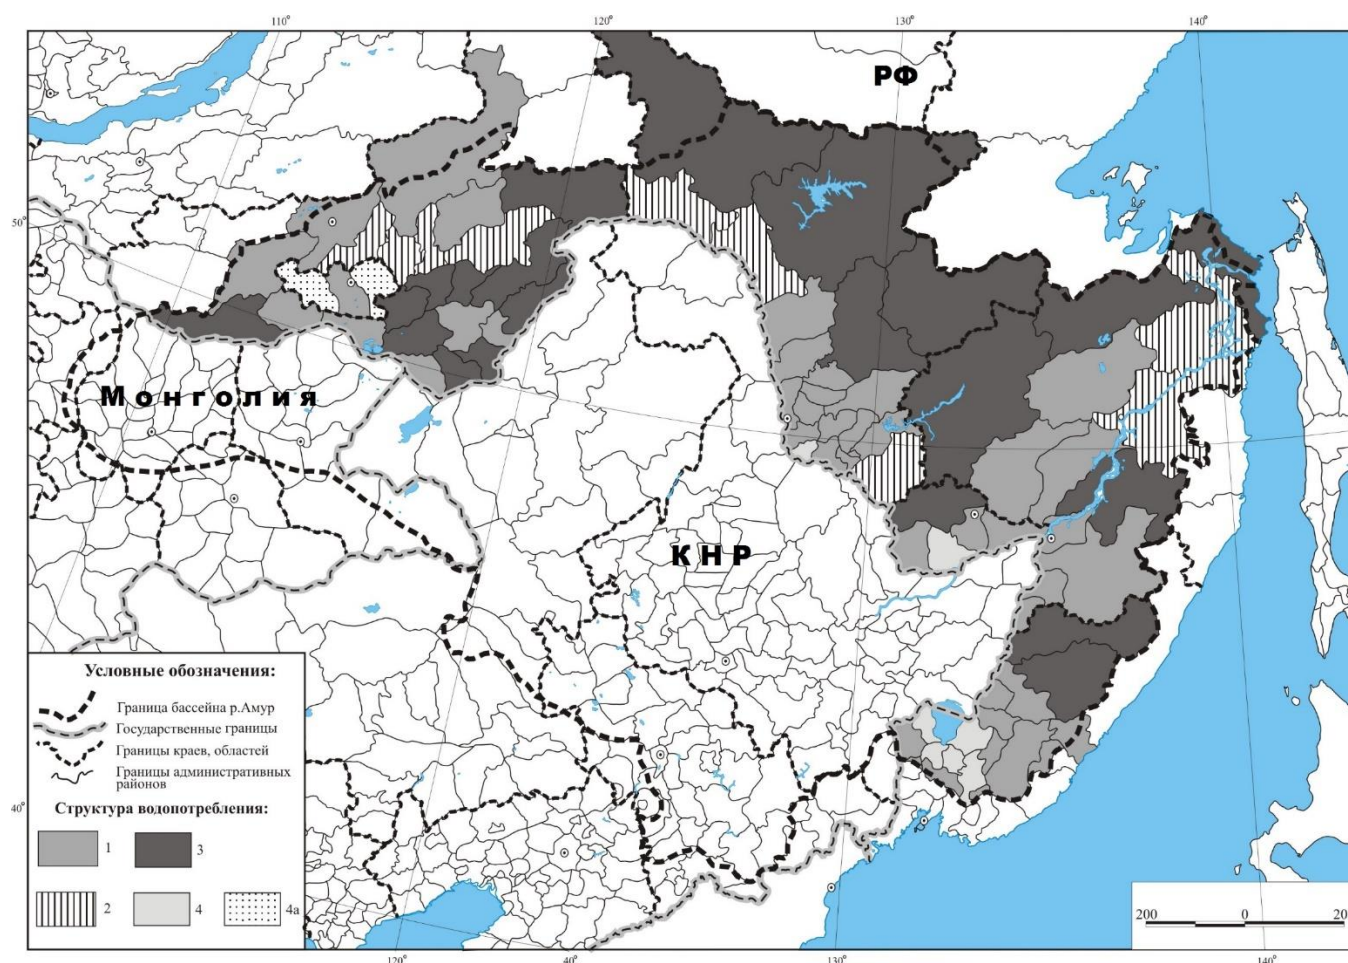 110°
120°
130°
140°
РФ
50°
Монголия
КНР
40°
Условные обозначения:
Граница бассейна р.Амур
Государственные границы
Границы краев, областей
Границы административных
районов
Структура водопотребления:
1
3
2
4
4а
200
0
20
120°
40°
130°
140°